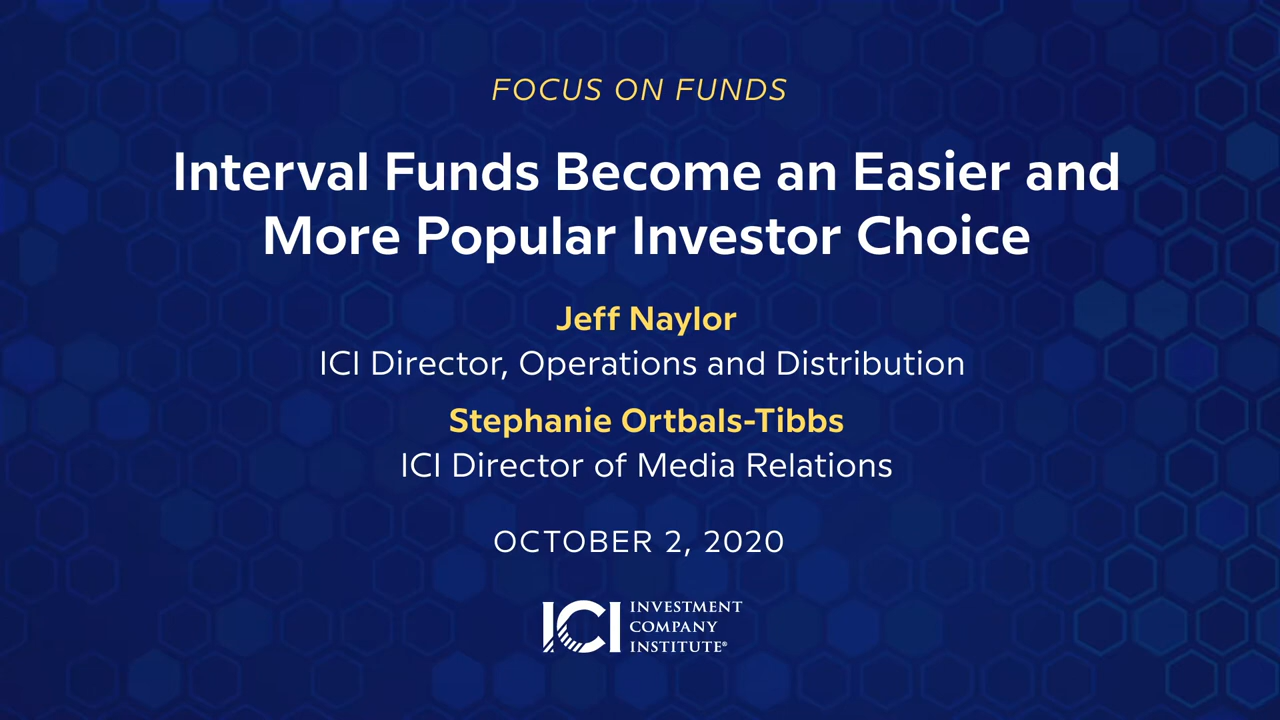 FOCUS ON FUNDS
Interval Funds Become an Easier and
More Popular Investor Choice
Jeff Naylor
ICI Director, Operations and Distribution
Stephanie Ortbals-Tibbs
ICI Director of Media Relations
OCTOBER 2, 2020
ICI
INVESTMENT
COMPANY
INSTITUTE®